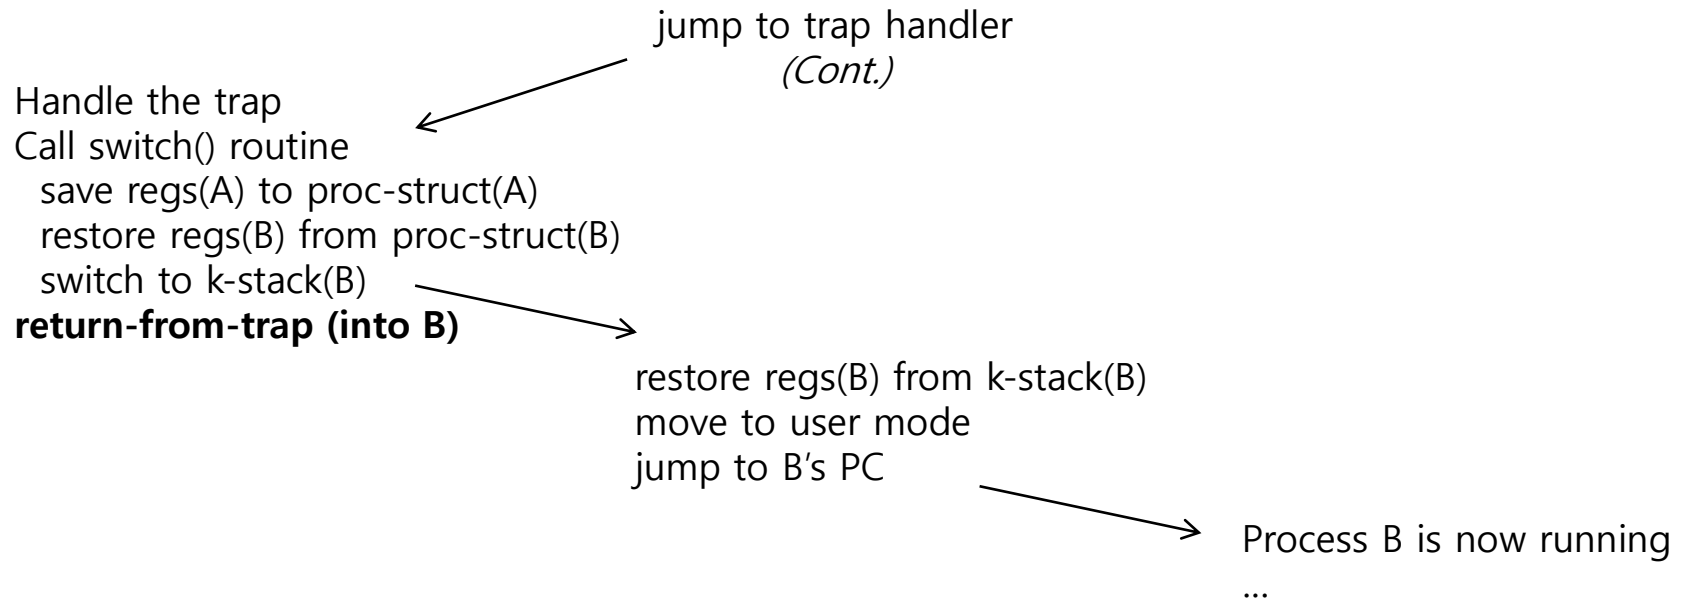 jump to trap handler
(Cont.)
Handle the trap
Call switch() routine
save regs(A) to proc-struct(A)
restore regs(B) from proc-struct(B)
switch to k-stack(B)
return-from-trap (into B)
restore regs(B) from k-stack(B)
move to user mode
jump to B’s PC
Process B is now running
...